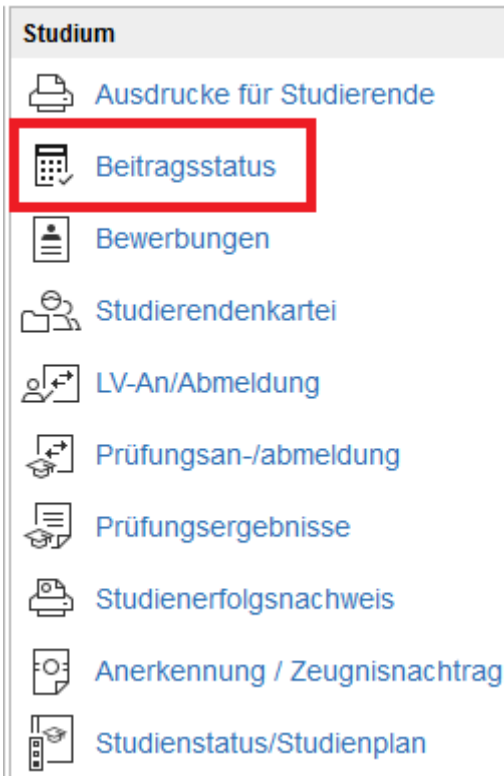 Studium
Ausdrucke für Studierende
Beitragsstatus
Bewerbungen
Studierendenkartei
LV-An/Abmeldung
Prüfungsan-/abmeldung
Prüfungsergebnisse
Studienerfolgsnachweis
Anerkennung / Zeugnisnachtrag
Studienstatus/Studienplan